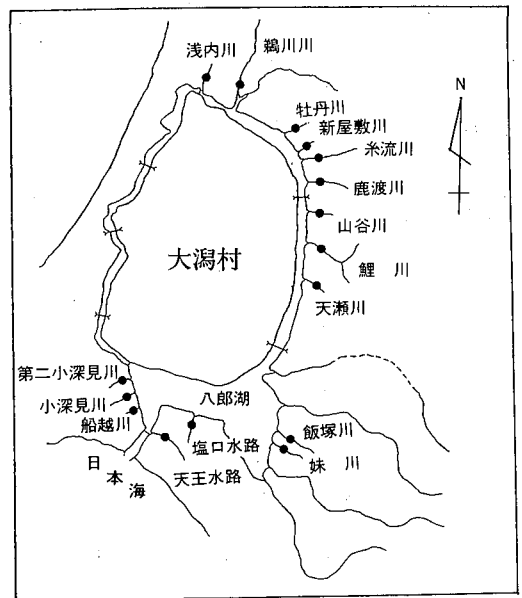 浅内川
鵜川川
N
牡丹川
新屋敷川
糸流川
鹿渡川
山谷川
鯉川
天瀬川
大潟村
第二小深見川
小深見川
船越川
八郎湖
塩口水路
天王水路
飯塚川
妹川
日本海